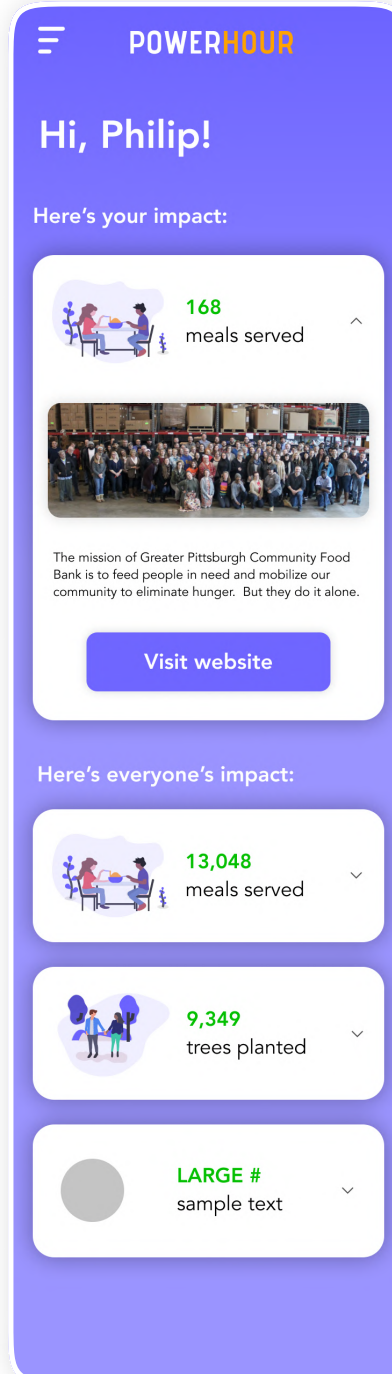 POWERHOUR
Hi, Philip!
Here's your impact:
168
meals served
The mission of Greater Pittsburgh Community Food
Bank is to feed people in need and mobilize our
community to eliminate hunger.  But they do it alone.
Visit website
Here's everyone's impact:
13,048
meals served
9,349
trees planted
LARGE #
sample text